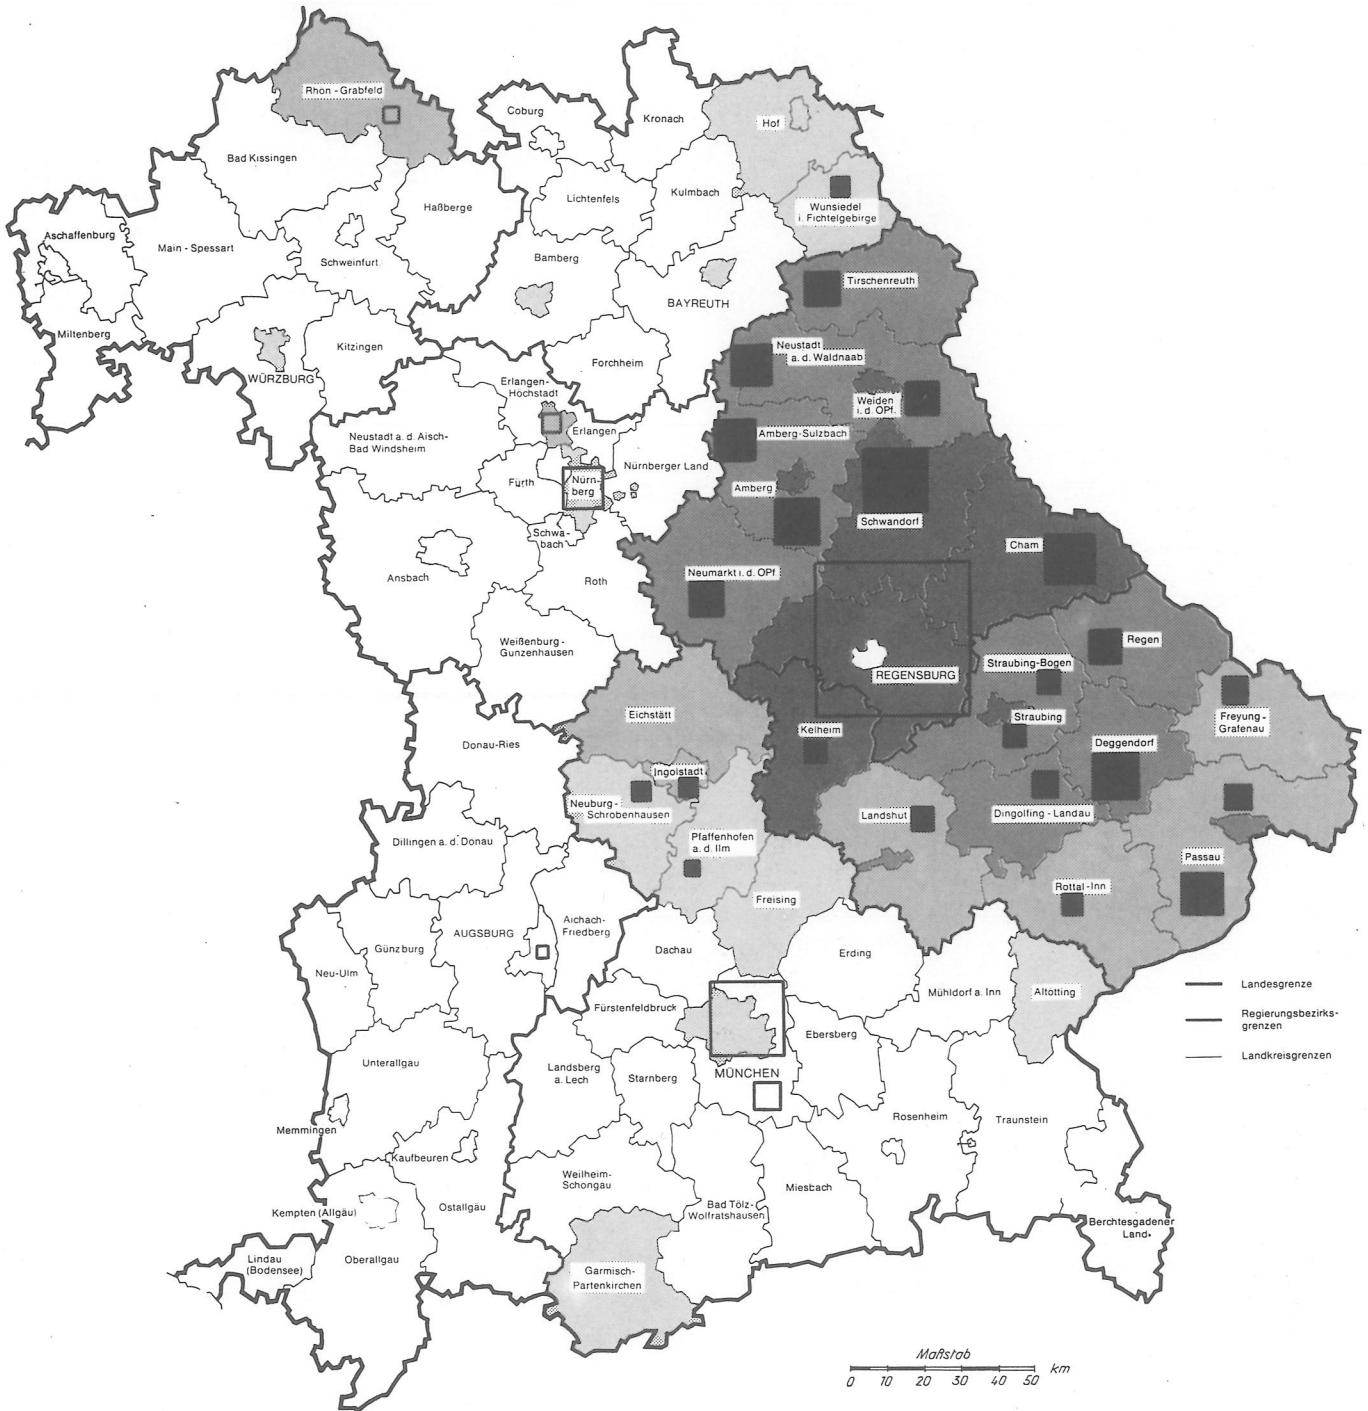 Rhon - Grabfeld
Coburg
Kronach
Hof
Bad Kissingen
Lichtenfels
Kulmbach
Haßberge
Wunsiedel
i. Fichtelgebirge
Aschaffenburg
Main - Spessart
Schweinfurt
Bamberg
BAYREUTH
Tirschenreuth
Miltenberg
Kitzingen
WÜRZBURG
Forchheim
Neustadt
a. d. Waldnaab
Erlangen-
Höchstadt
Weiden
i. d. OPf.
Neustadt a. d. Aisch-
Bad Windsheim
Erlangen
Amberg-Sulzbach
Nürnberger Land
Fürth
Nürn-
berg
Amberg
Schwandorf
Schwa-
bach
Cham
Ansbach
Roth
Neumarkt i. d. OPf
Weißenburg -
Gunzenhausen
Regen
Straubing-Bogen
REGENSBURG
Eichstätt
Straubing
Freyung-
Grafenau
Kelheim
Donau-Ries
Deggendorf
Ingolstadt
Neuburg -
Schrobenhausen
Landshut
Dingolfing - Landau
Dillingen a. d. Donau
Pfaffenhofen
a. d. Ilm
Passau
Rottal-Inn
Freising
Aichach-
Friedberg
AUGSBURG
Günzburg
Dachau
Erding
Neu-Ulm
Mühldorf a. Inn
Altötting
Landesgrenze
Fürstenfeldbruck
Regierungsbezirks-
grenzen
Ebersberg
Landkreisgrenzen
Unterallgäu
Landsberg
a. Lech
Starnberg
MÜNCHEN
Rosenheim
Traunstein
Memmingen
Kaufbeuren
Weilheim-
Schongau
Miesbach
Bad Tölz-
Wolfratshausen
Kempten (Allgäu)
Ostallgäu
Berchtesgadener
Land
Lindau
(Bodensee)
Oberallgau
Garmisch-
Partenkirchen
Maßstab
km
0 10 20 30 40 50